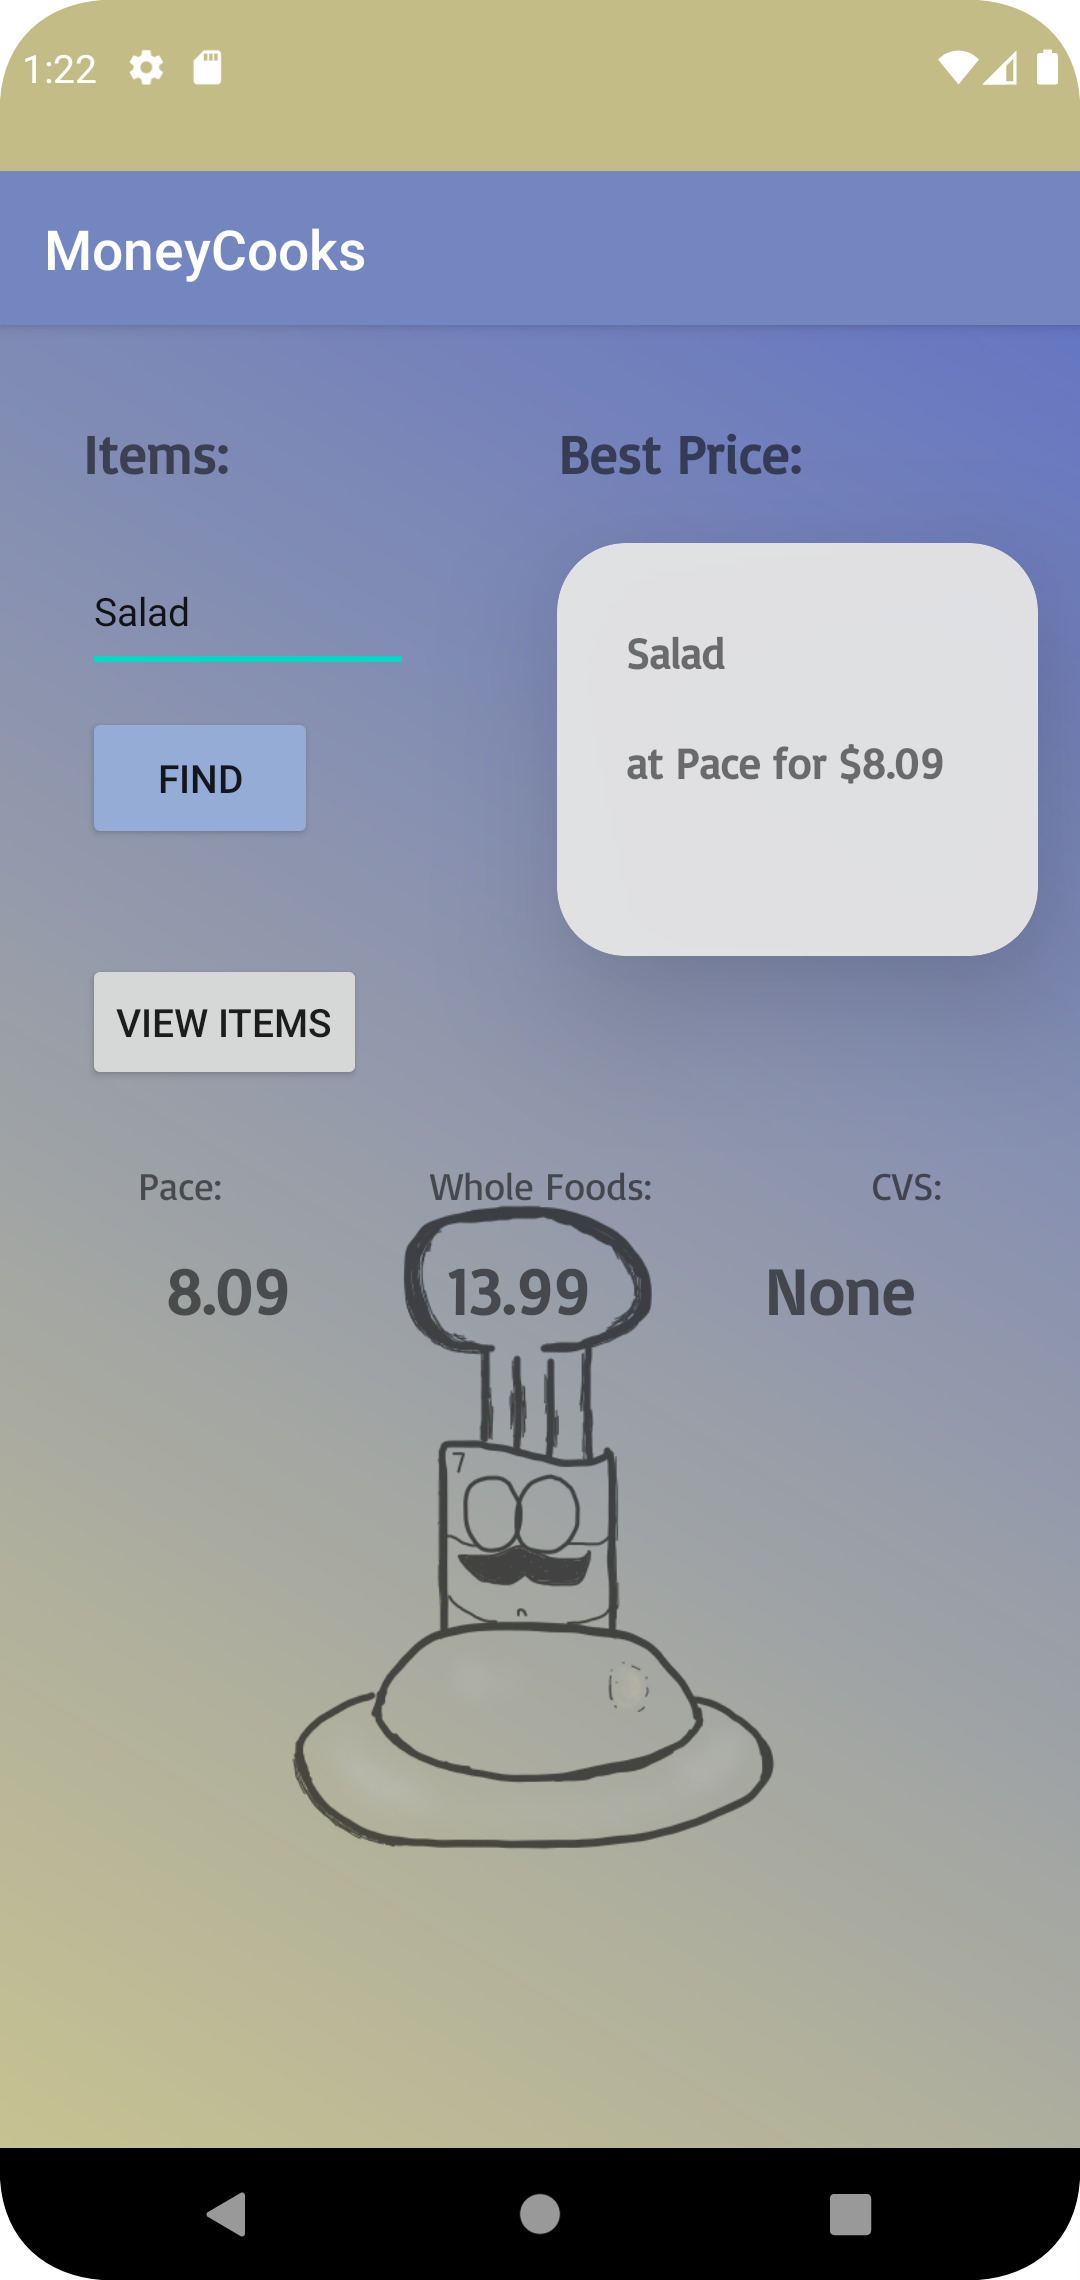 1:22
MoneyCooks
Items:
Best Price:
Salad
FIND
Salad
at Pace for $8.09
VIEW ITEMS
Pace:
Whole Foods:
CVS:
8.09
13.99
None
7